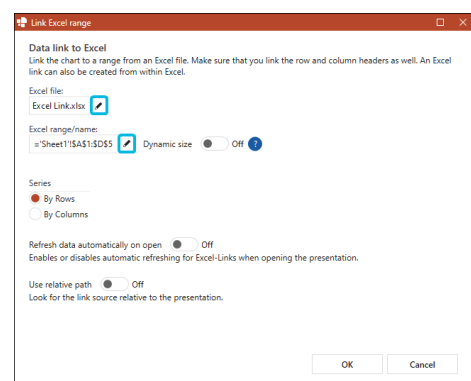 Link Excel range
Data link to Excel
Link the chart to a range from an Excel file. Make sure that you link the row and column headers as well. An Excel
link can also be created from within Excel.
Excel file:
Excel Link.xlsx
Excel range/name:
='Sheet1'!$A$1:$D$5 Dynamic size Off ?
Series
By Rows
By Columns
Refresh data automatically on open Off
Enables or disables automatic refreshing for Excel-Links when opening the presentation.
Use relative path Off
Look for the link source relative to the presentation.
OK Cancel